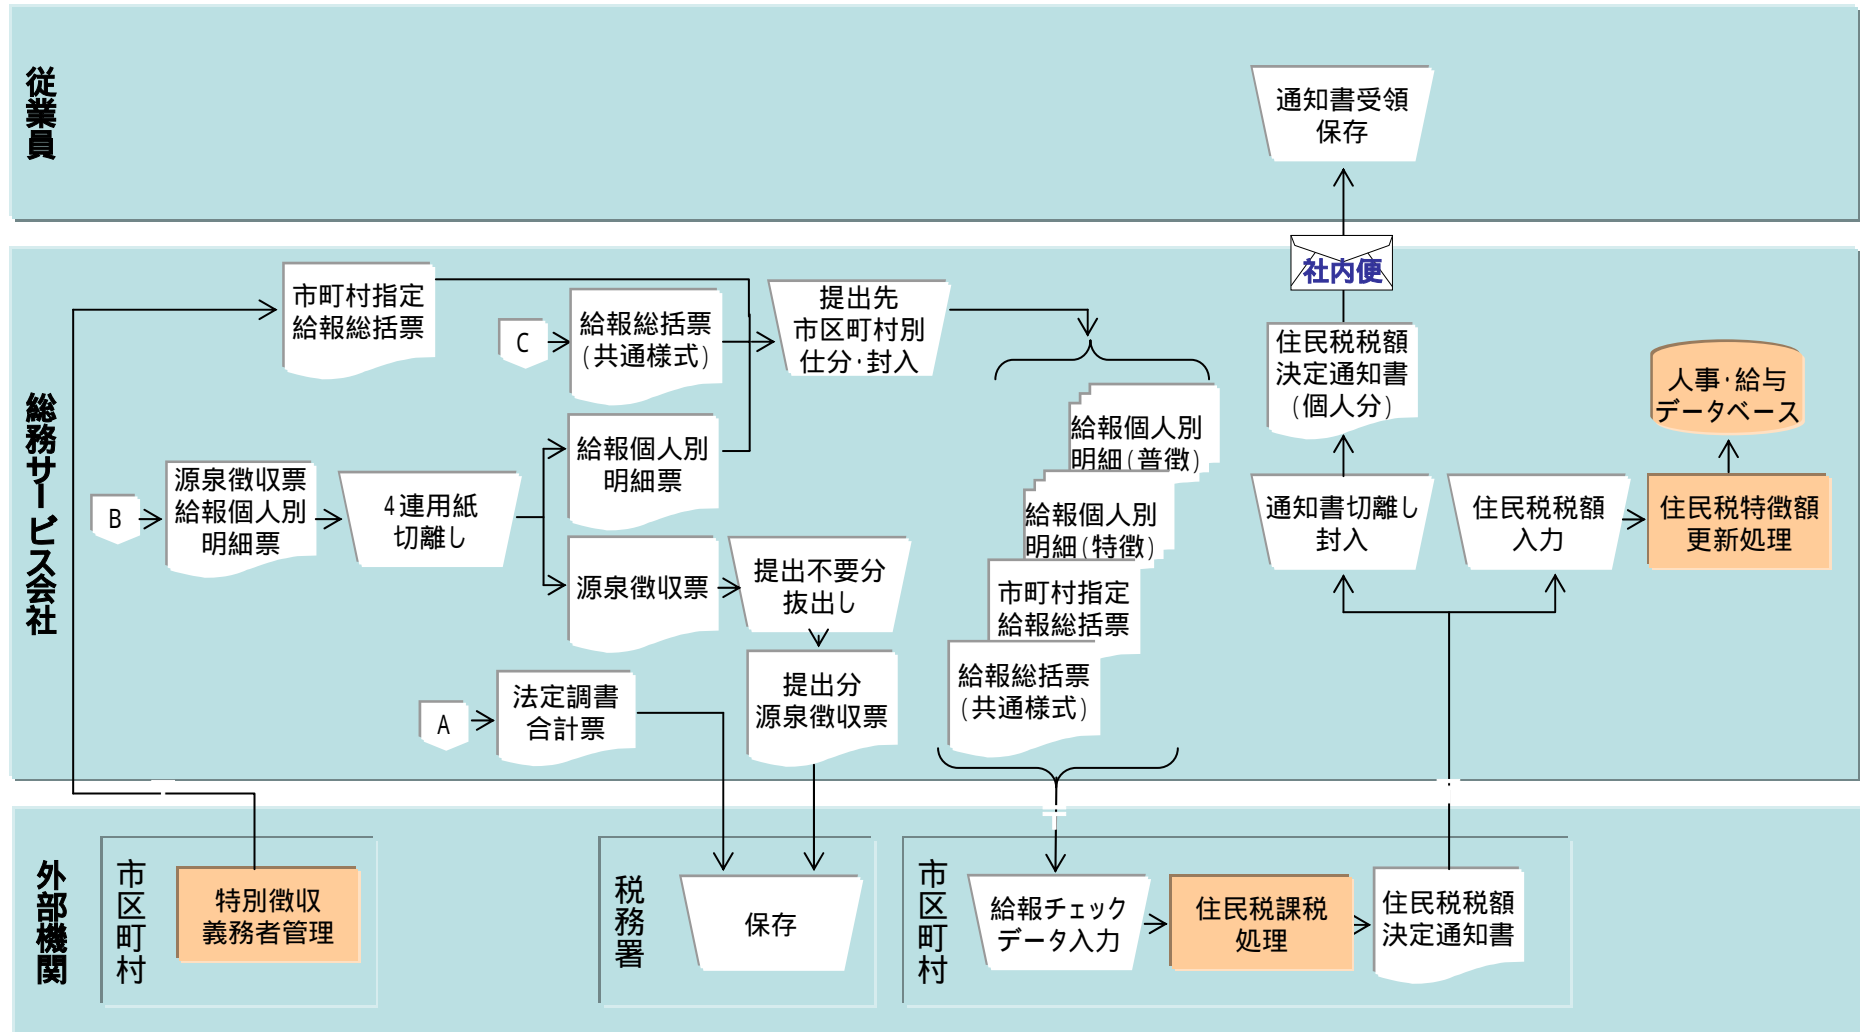 従業員
通知書受領
保存
総務サービス会社
社内便
市町村指定
給報総括票
C
給報総括票
(共通様式)
提出先
市区町村別
仕分・封入
住民税税額
決定通知書
(個人分)
人事・給与
データベース
給報個人別
明細(普徴)
B
源泉徴収票
給報個人別
明細票
4連用紙
切離し
給報個人別
明細票
給報個人別
明細(特徴)
通知書切離し
封入
住民税税額
入力
住民税特徴額
更新処理
源泉徴収票
提出不要分
抜出し
市町村指定
給報総括票
A
法定調書
合計票
提出分
源泉徴収票
給報総括票
(共通様式)
〒
外部機関
市区町村
特別徴収
義務者管理
税務署
保存
市区町村
給報チェック
データ入力
住民税課税
処理
住民税税額
決定通知書